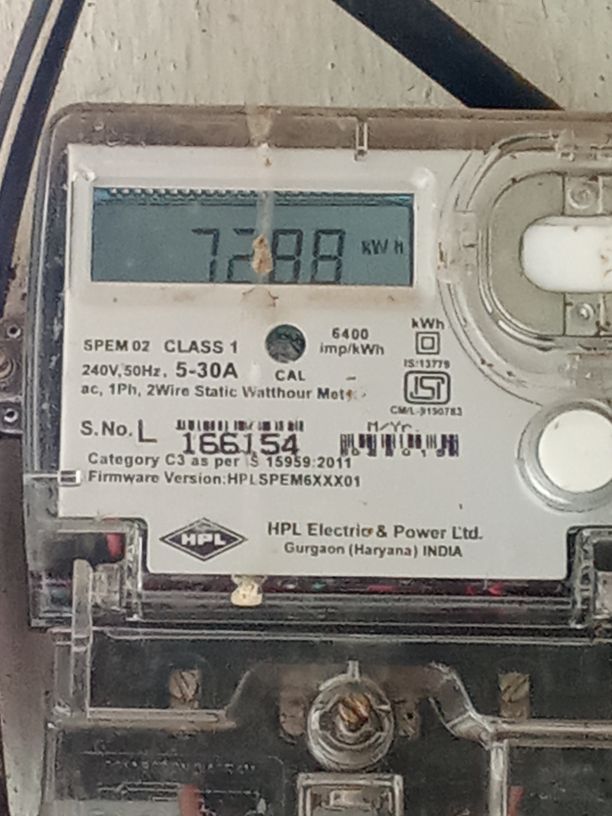 7288 kWh
SPEM 02 CLASS 1
6400 imp/kWh
kWh
240V, 50Hz, 5-30A
CAL
IS:13779
ac, 1Ph, 2Wire Static Watthour
ISI
CM/L-9150783
S.No. L 166154
M/Yr.
Category C3 as per IS 15959:2011
Firmware Version:HPLSPEM6XXX01
HPL
HPL Electric & Power Ltd.
Gurgaon (Haryana) INDIA